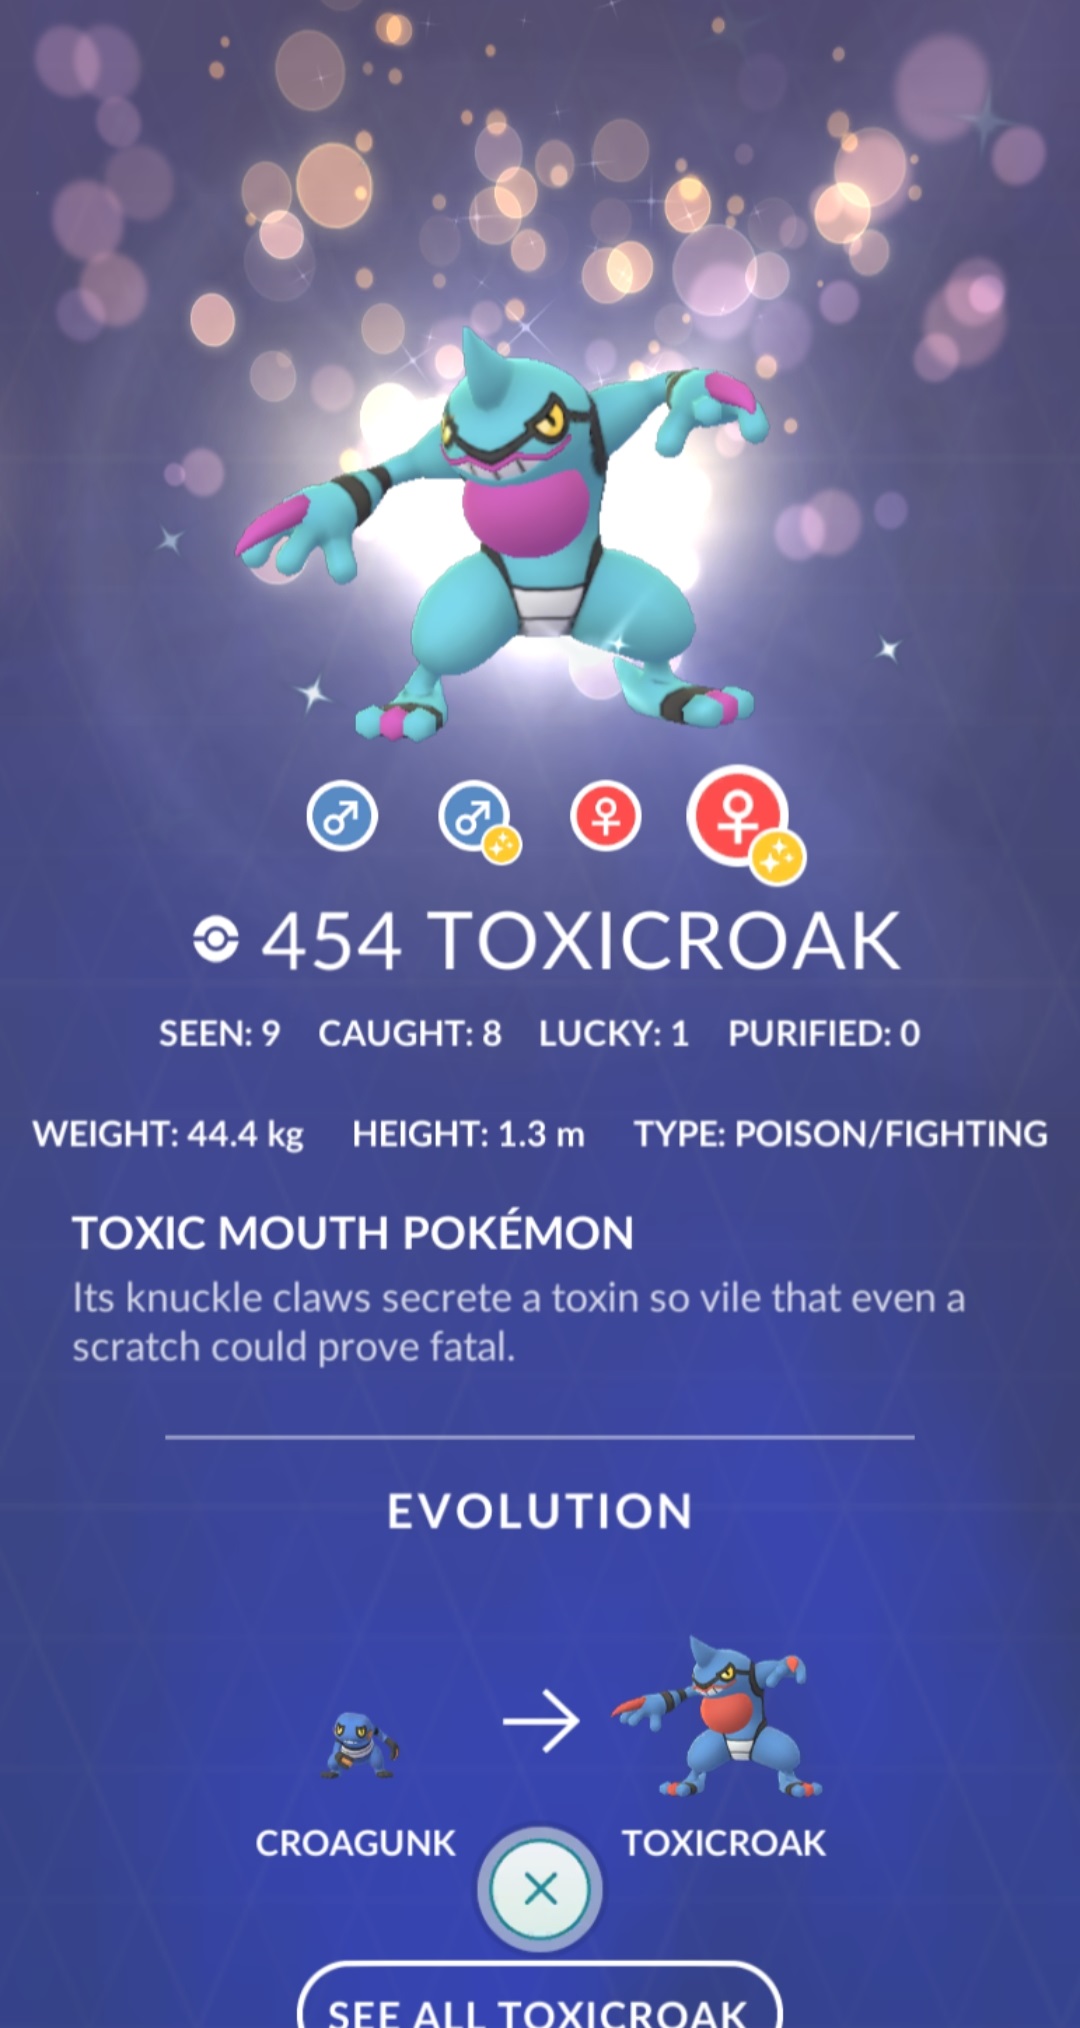 454 TOXICROAK
SEEN: 9 CAUGHT: 8 LUCKY: 1 PURIFIED: 0
WEIGHT: 44.4 kg HEIGHT: 1.3 m TYPE: POISON/FIGHTING
TOXIC MOUTH POKÉMON
Its knuckle claws secrete a toxin so vile that even a
scratch could prove fatal.
EVOLUTION
CROAGUNK TOXICROAK
SEE ALL TOXICROAK